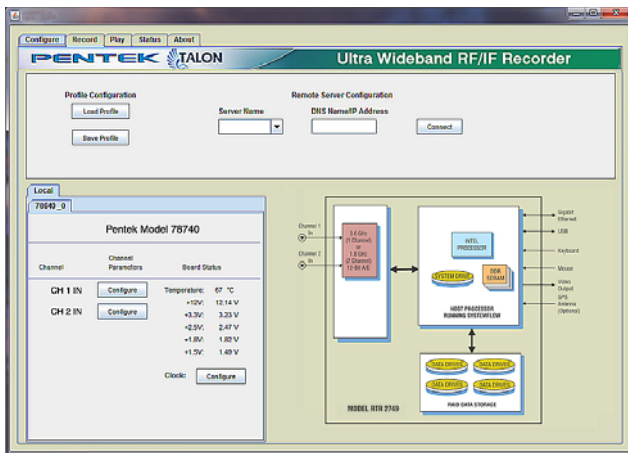 Configure Record Play Status About
PENTEK TALON Ultra Wideband RF/IF Recorder
Profile Configuration
Load Profile
Save Profile
Remote Server Configuration
Server Name
DNS Name/IP Address
Connect
Local
78640_0
Pentek Model 78740
Channel
Channel Parameters
Board Status
CH 1 IN Configure
CH 2 IN Configure
Temperature: 67 °C
+12V: 12.14 V
+3.3V: 3.23 V
+2.5V: 2.47 V
+1.8V: 1.82 V
+1.5V: 1.49 V
Clock: Configure
Channel 1
In
Channel 2
In
3.6 GHz
(1 Channel)
or
1.8 GHz
(2 Channel)
12-Bit A/D
INTEL
PROCESSOR
SYSTEM DRIVE
DDR
SDRAM
HOST PROCESSOR
RUNNING SYSTEMFLOW
Gigabit
Ethernet
USB
Keyboard
Mouse
Video
Output
GPS
Antenna
(Optional)
DATA DRIVES
DATA DRIVES
DATA DRIVES
DATA DRIVES
RAID DATA STORAGE
MODEL RTR 2749